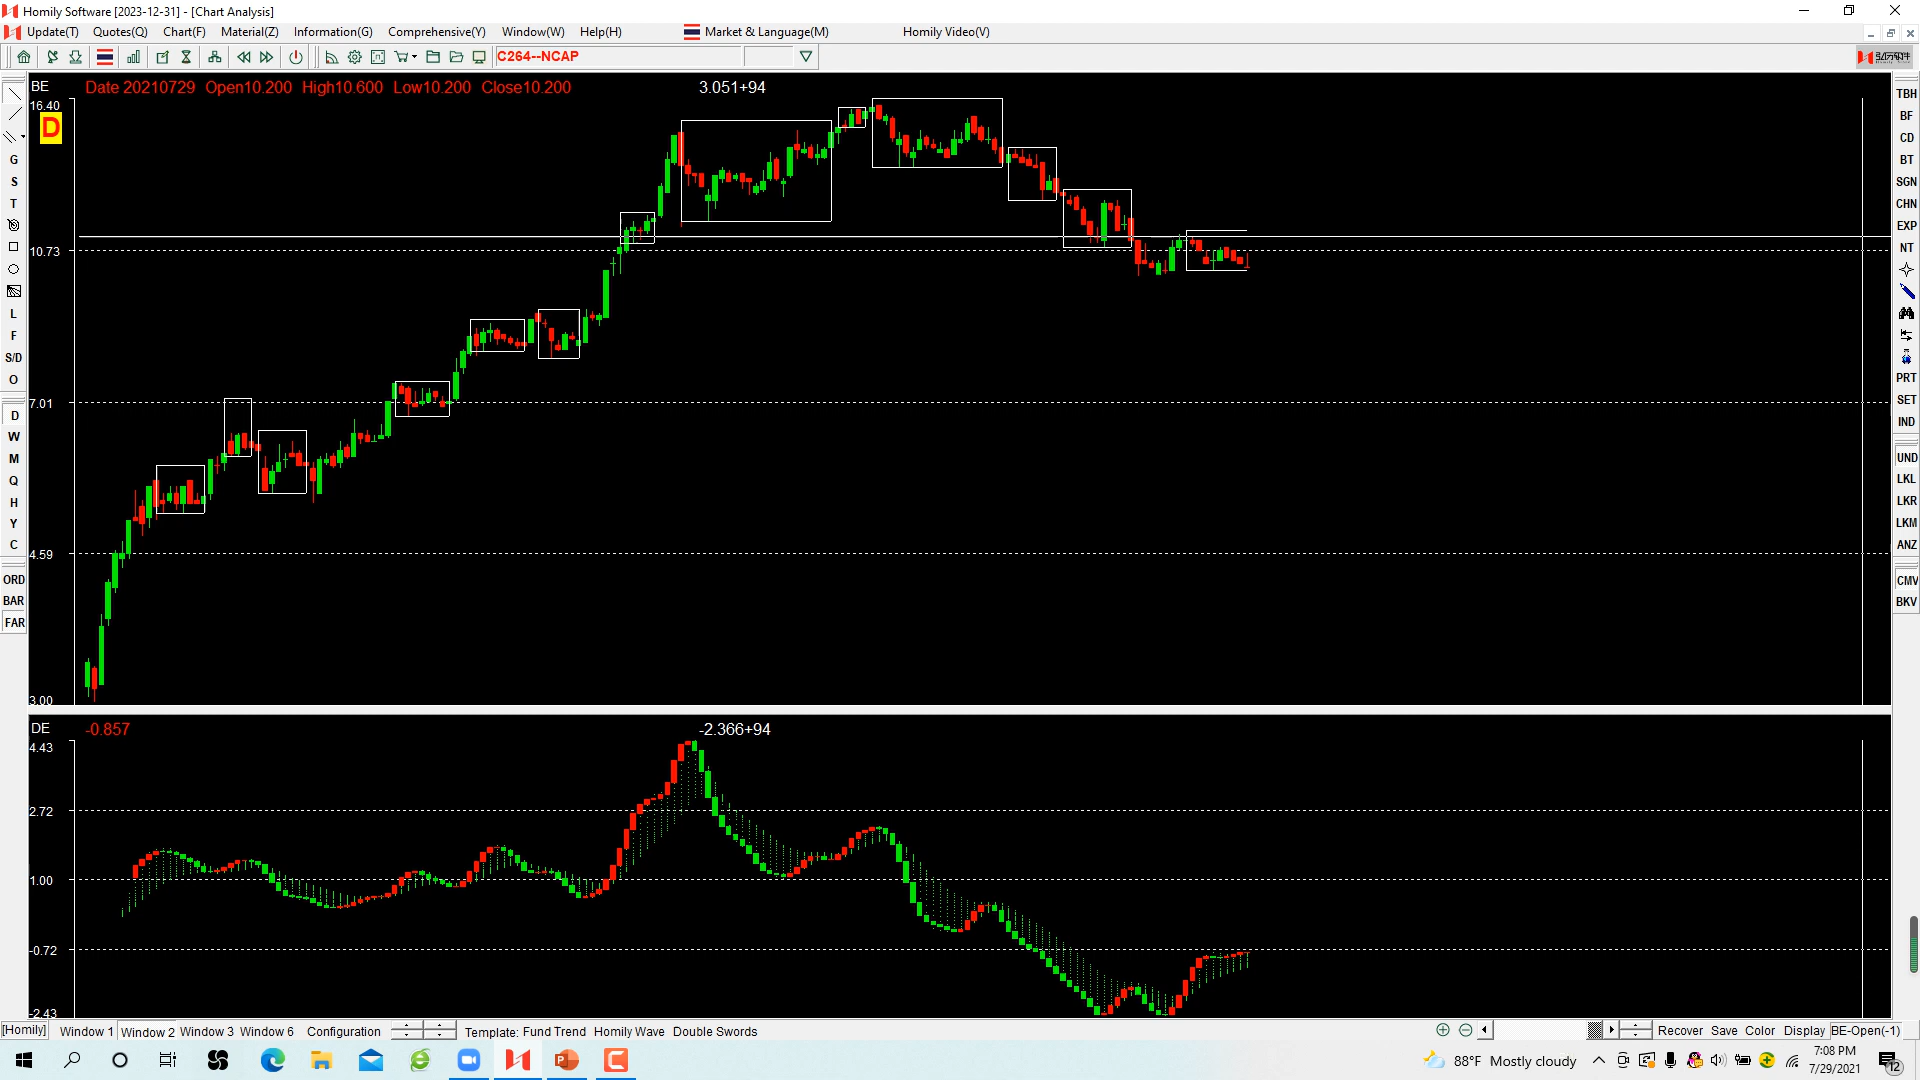 Homily Software [2023-12-31] - [Chart Analysis]
Update(T) Quotes(Q) Chart(F) Material(Z) Information(G) Comprehensive(Y) Window(W) Help(H) Market & Language(M) Homily Video(V)
C264--NCAP
BE Date 20210729 Open10.200 High10.600 Low10.200 Close10.200 3.051+94
16.40
D
10.73
7.01
4.59
3.00
DE -0.857 -2.366+94
4.43
2.72
1.00
-0.72
-2.43
G
S
T
L
F
S/D
O
D
W
M
Q
H
Y
C
ORD
BAR
FAR
TBH
BF
CD
BT
SGN
CHN
EXP
NT
PRT
SET
IND
UND
LKL
LKR
LKM
ANZ
CMV
BKV
[Homily] Window 1 Window 2 Window 3 Window 6 Configuration Template: Fund Trend Homily Wave Double Swords Recover Save Color Display BE-Open(-1)
88°F Mostly cloudy
7:08 PM
7/29/2021
12